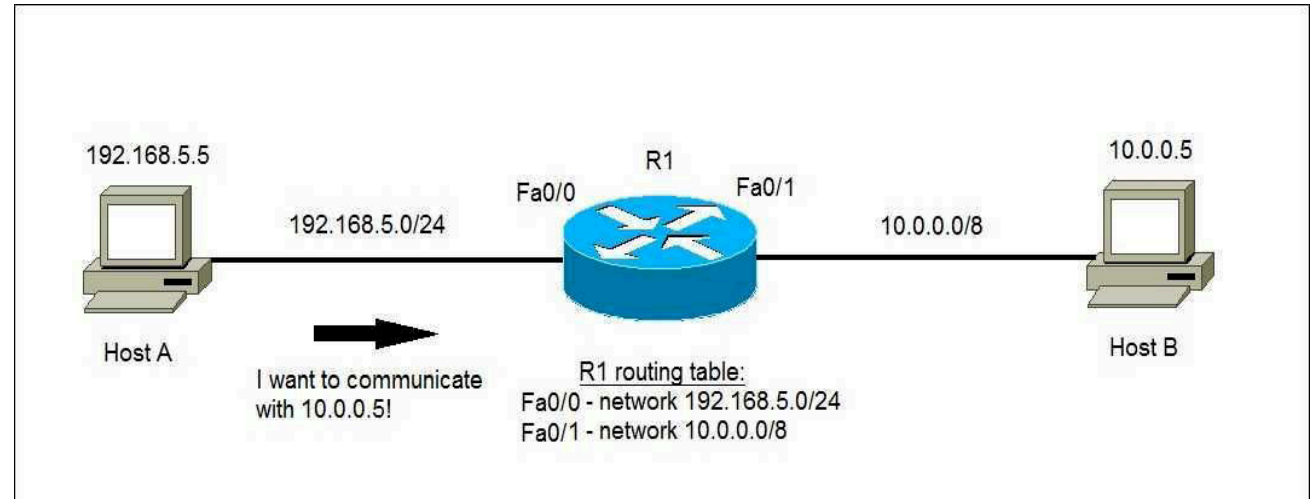 192.168.5.5
R1
10.0.0.5
Fa0/0
Fa0/1
192.168.5.0/24
10.0.0.0/8
Host A
Host B
I want to communicate
with 10.0.0.5!
R1 routing table:
Fa0/0 - network 192.168.5.0/24
Fa0/1 - network 10.0.0.0/8